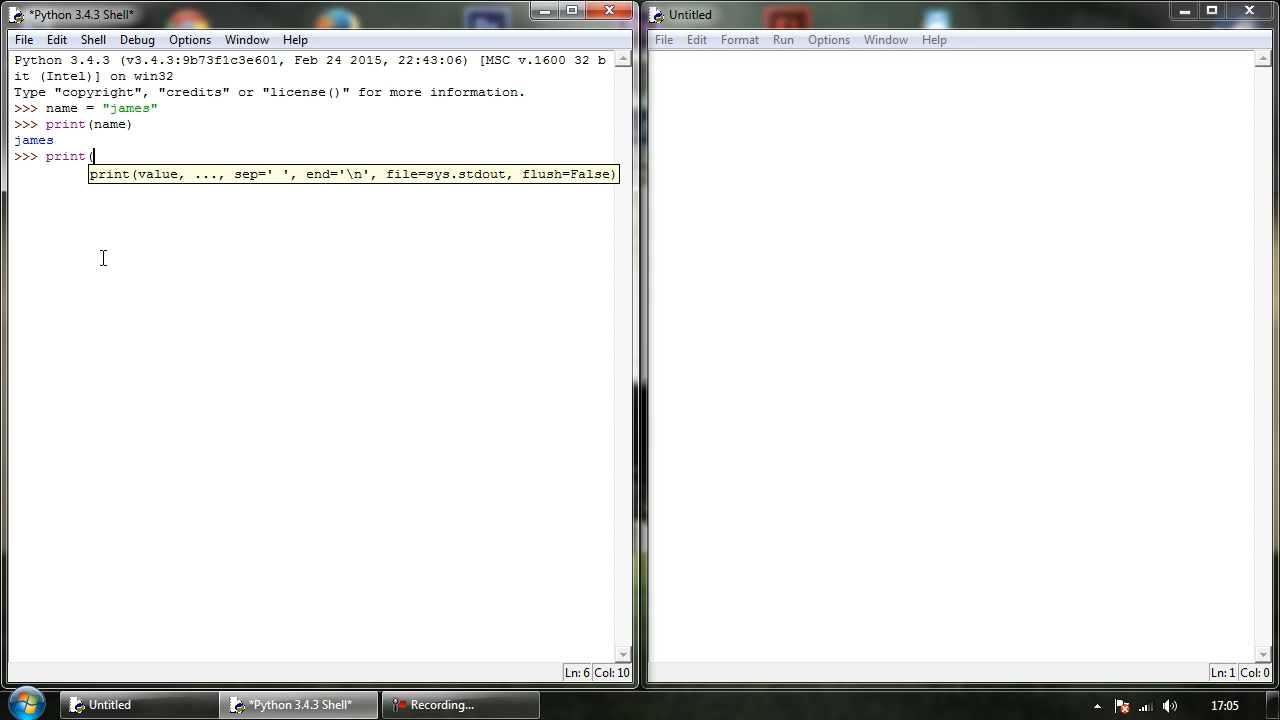 *Python 3.4.3 Shell*
File Edit Shell Debug Options Window Help
Python 3.4.3 (v3.4.3:9b73f1c3e601, Feb 24 2015, 22:43:06) [MSC v.1600 32 b
it (Intel)] on win32
Type "copyright", "credits" or "license()" for more information.
>>> name = "james"
>>> print(name)
james
>>> print(
print(value, ..., sep=' ', end='\n', file=sys.stdout, flush=False)
Ln: 6 Col: 10
Untitled
File Edit Format Run Options Window Help
Ln: 1 Col: 0
Untitled
*Python 3.4.3 Shell*
Recording...
17:05